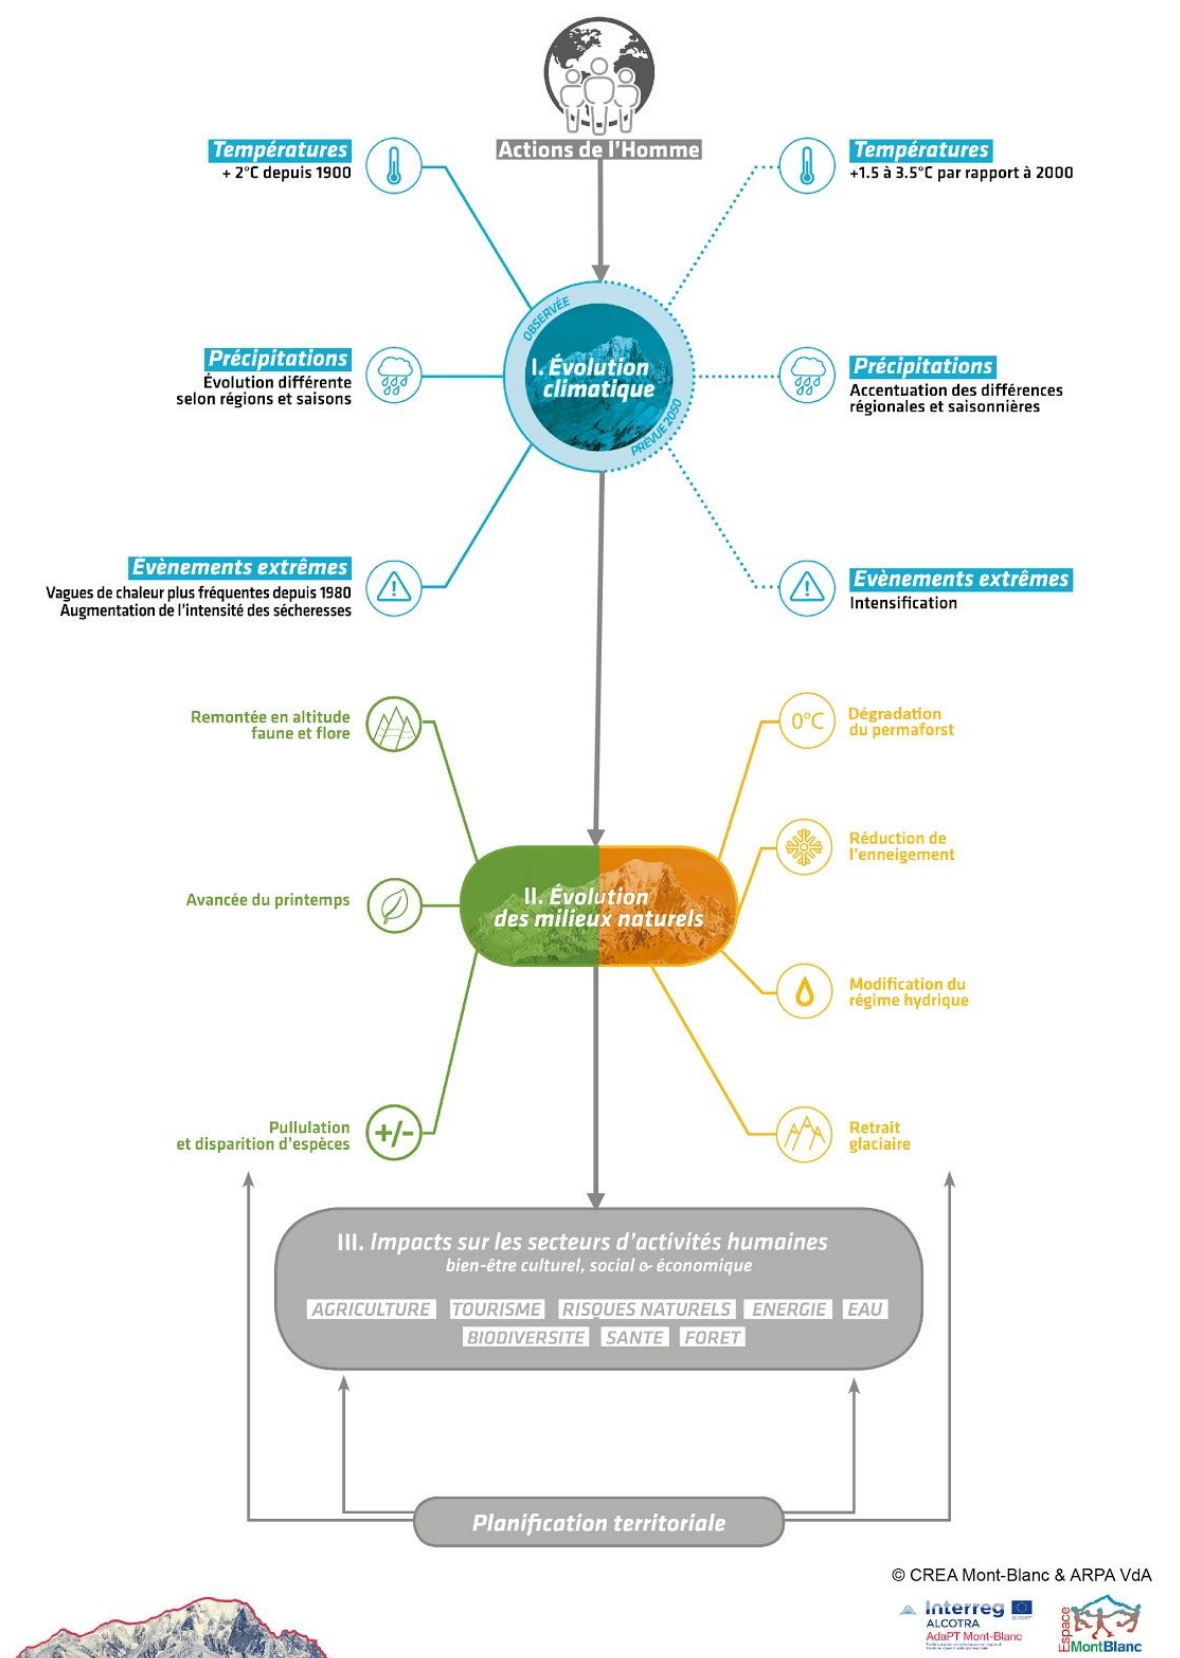 Actions de l'Homme
Températures
+ 2°C depuis 1900
Températures
+1.5 à 3.5°C par rapport à 2000
OBSERVÉE
I. Évolution
climatique
PRÉVUE 2050
Précipitations
Évolution différente
selon régions et saisons
Précipitations
Accentuation des différences
régionales et saisonnières
Évènements extrêmes
Vagues de chaleur plus fréquentes depuis 1980
Augmentation de l'intensité des sécheresses
Evènements extrêmes
Intensification
Remontée en altitude
faune et flore
0°C
Dégradation
du permaforst
Réduction de
l'enneigement
Avancée du printemps
II. Évolution
des milieux naturels
Modification du
régime hydrique
Pullulation
et disparition d'espèces
+/-
Retrait
glaciaire
III. Impacts sur les secteurs d'activités humaines
bien-être culturel, social & économique
AGRICULTURE TOURISME RISQUES NATURELS ENERGIE EAU
BIODIVERSITE SANTE FORET
Planification territoriale
© CREA Mont-Blanc & ARPA VdA
Interreg
ALCOTRA
AdaPT Mont-Blanc
Espace
MontBlanc